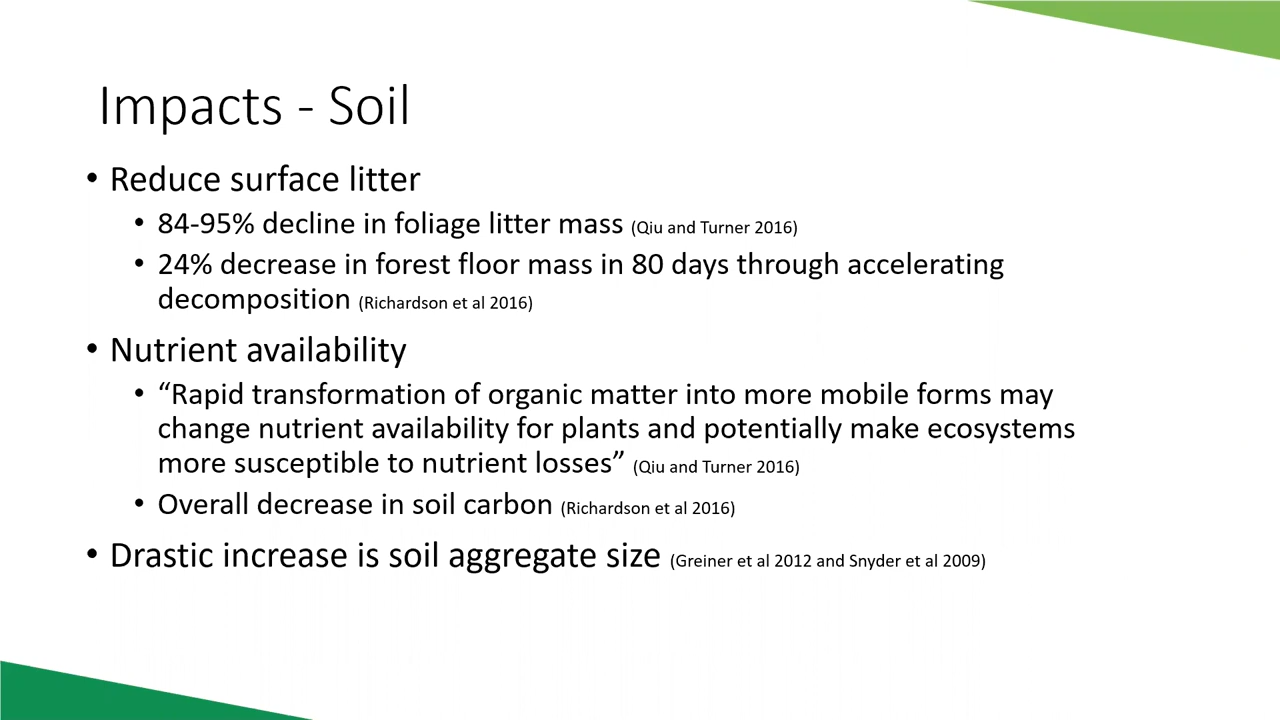 Impacts - Soil
• Reduce surface litter
• 84-95% decline in foliage litter mass (Qiu and Turner 2016)
• 24% decrease in forest floor mass in 80 days through accelerating
decomposition (Richardson et al 2016)
• Nutrient availability
• “Rapid transformation of organic matter into more mobile forms may
change nutrient availability for plants and potentially make ecosystems
more susceptible to nutrient losses” (Qiu and Turner 2016)
• Overall decrease in soil carbon (Richardson et al 2016)
• Drastic increase is soil aggregate size (Greiner et al 2012 and Snyder et al 2009)